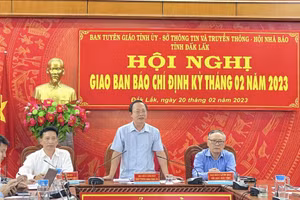 BAN TUYÊN GIÁO TỈNH ỦY - SỞ THÔNG TIN VÀ TRUYỀN THÔNG - HỘI NHÀ BÁO
TỈNH ĐẮK LẮK
HỘI NGHỊ
GIAO BAN BÁO CHÍ ĐỊNH KỲ THÁNG 02 NĂM 2023
Đắk Lắk, ngày 20 tháng 02 năm 2023